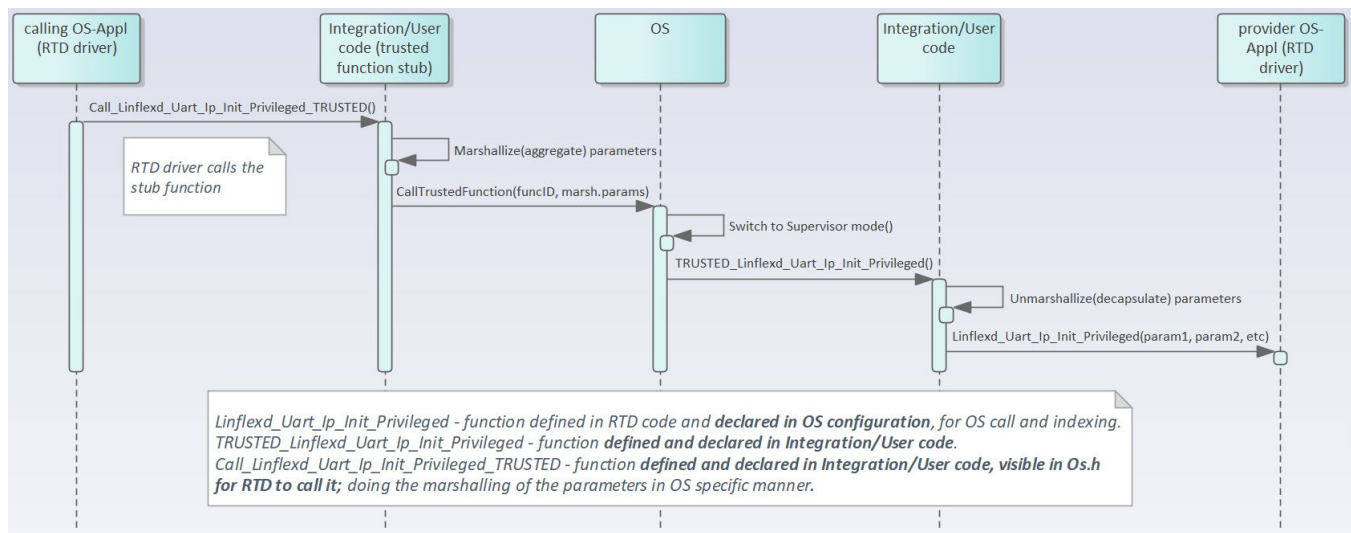 calling OS-Appl
(RTD driver)
Integration/User
code (trusted
function stub)
OS
Integration/User
code
provider OS-
Appl (RTD
driver)
Call_Linflexd_Uart_Ip_Init_Privileged_TRUSTED()
RTD driver calls the
stub function
Marshallize(aggregate) parameters
CallTrustedFunction(funcID, marsh.params)
Switch to Supervisor mode()
TRUSTED_Linflexd_Uart_Ip_Init_Privileged()
Unmarshallize(decapsulate) parameters
Linflexd_Uart_Ip_Init_Privileged(param1, param2, etc)
Linflexd_Uart_Ip_Init_Privileged - function defined in RTD code and declared in OS configuration, for OS call and indexing.
TRUSTED_Linflexd_Uart_Ip_Init_Privileged - function defined and declared in Integration/User code.
Call_Linflexd_Uart_Ip_Init_Privileged_TRUSTED - function defined and declared in Integration/User code, visible in Os.h
for RTD to call it; doing the marshalling of the parameters in OS specific manner.